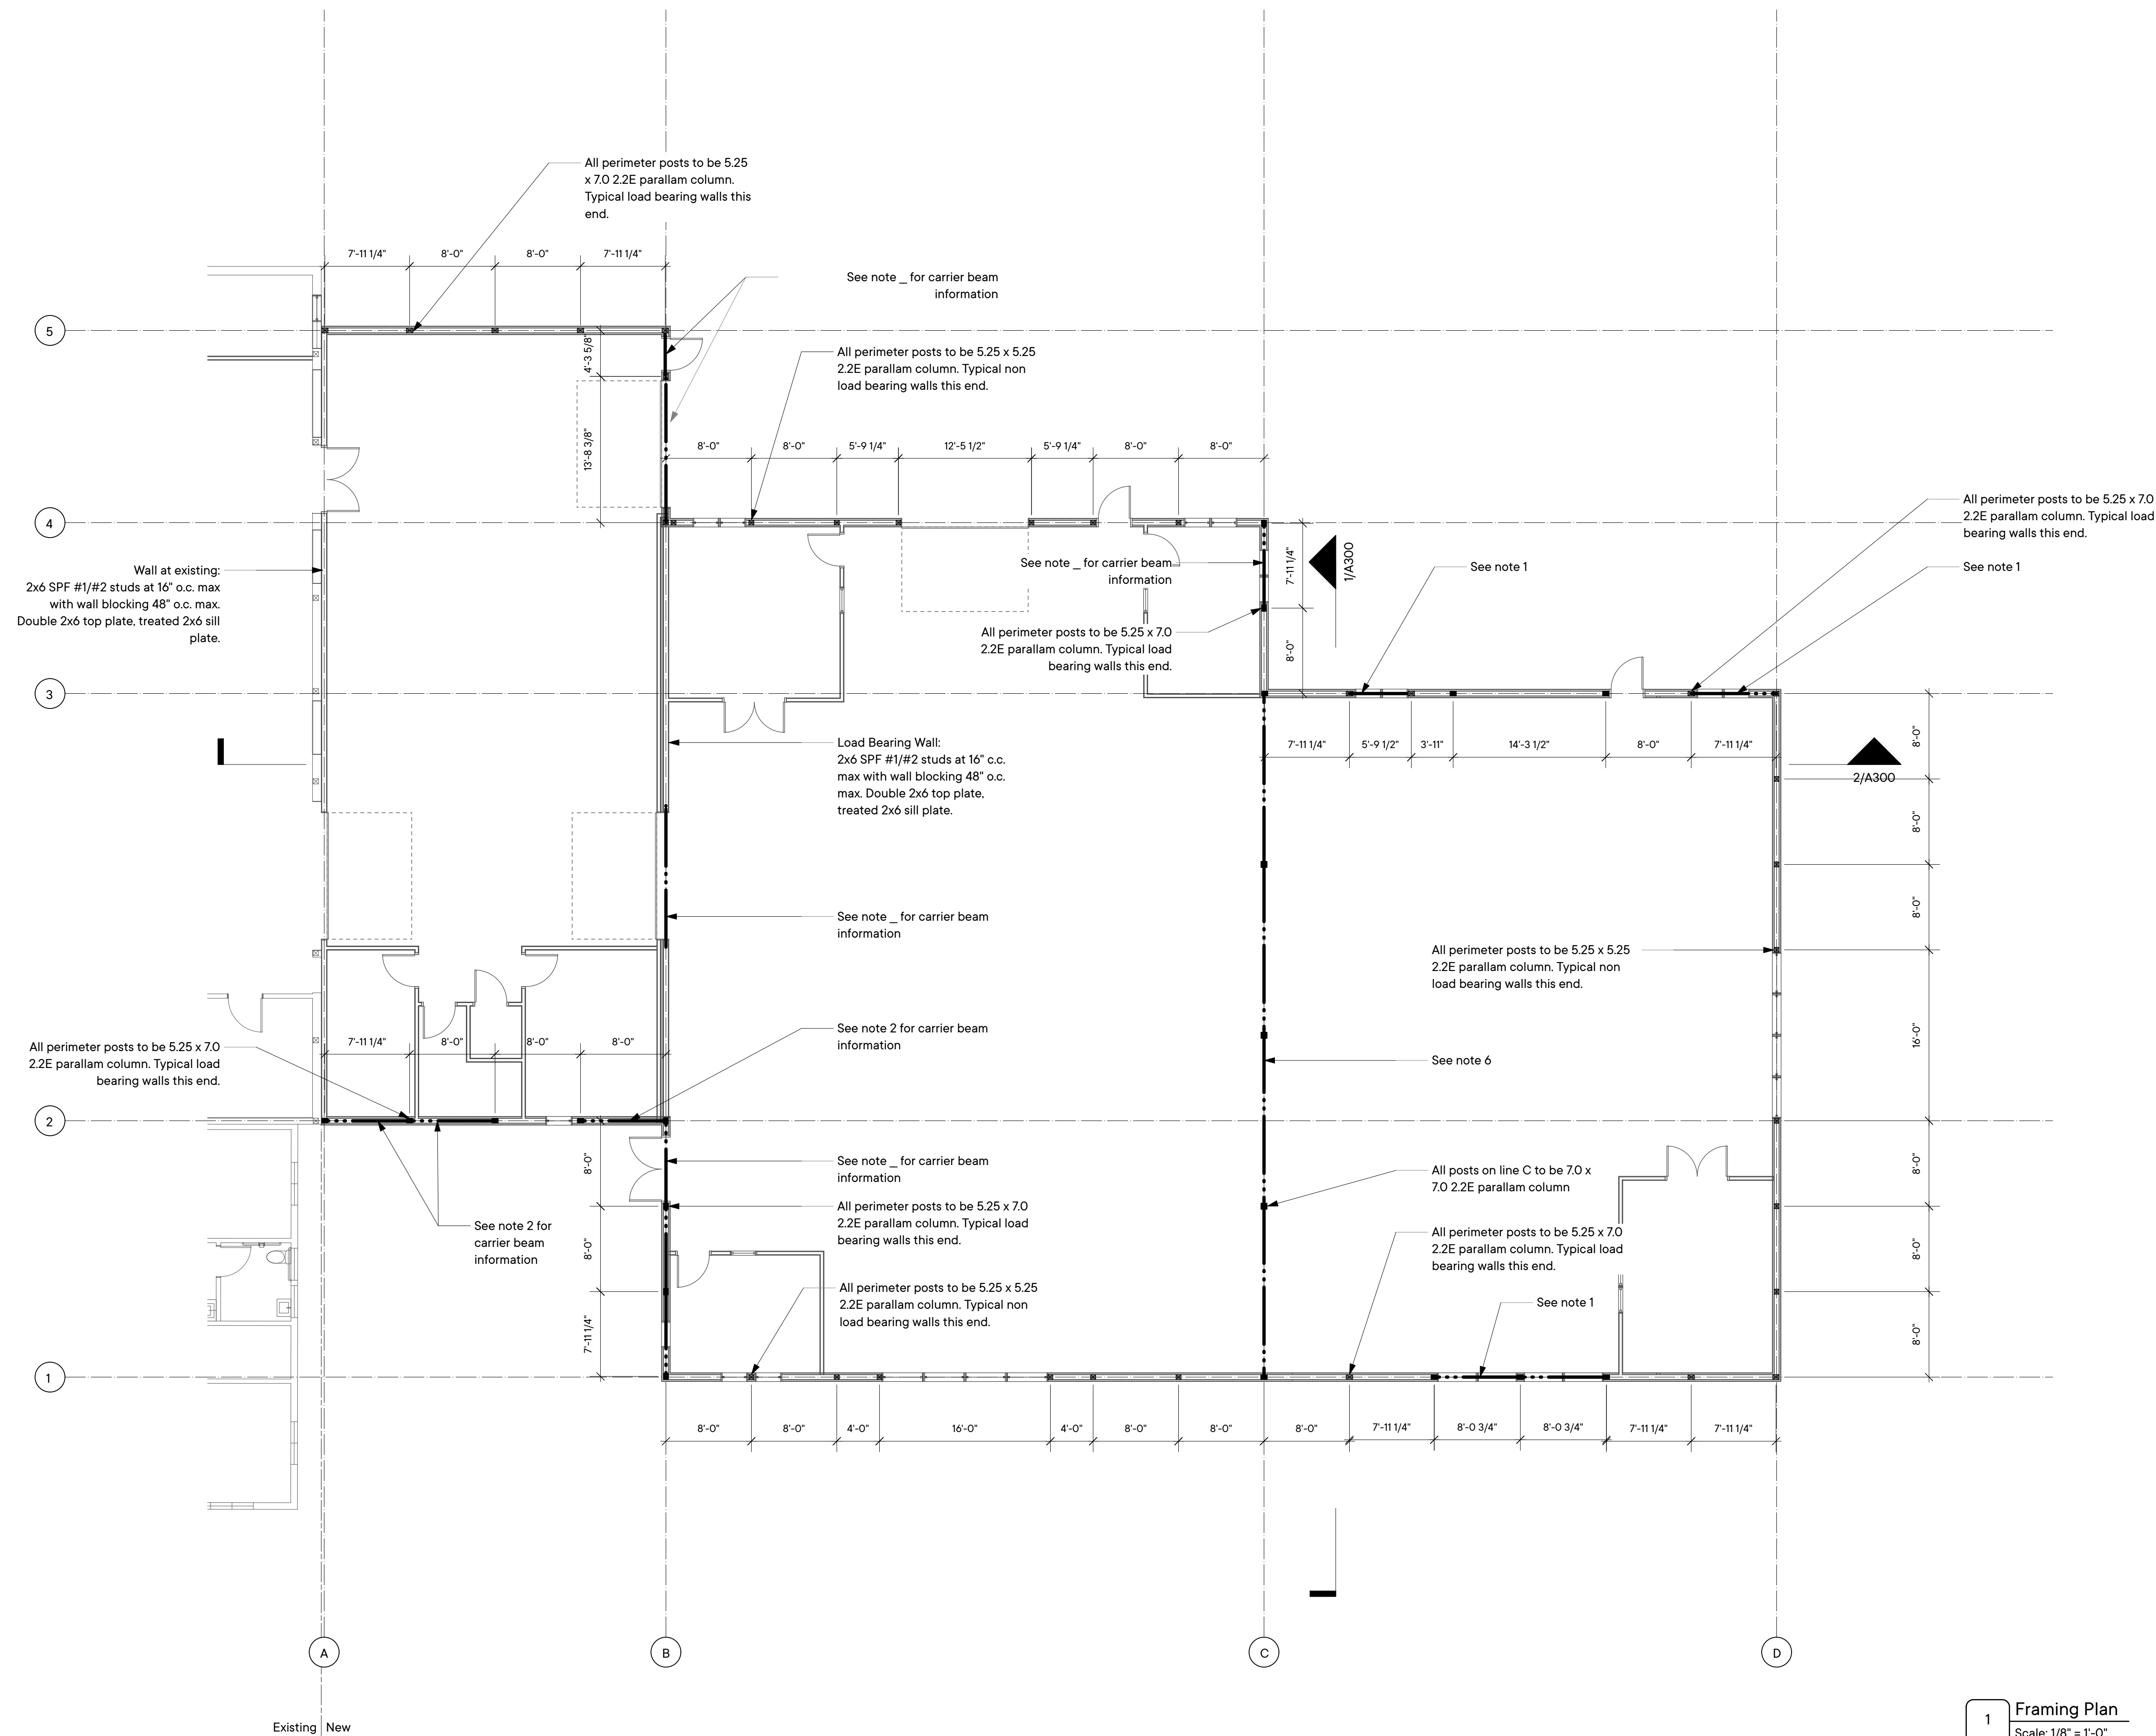 All perimeter posts to be 5.25
x 7.0 2.2E parallam column.
Typical load bearing walls this
end.
7'-11 1/4"
8'-0"
8'-0"
7'-11 1/4"
See note _ for carrier beam
information
5
4'-3 5/8"
13'-8 3/8"
All perimeter posts to be 5.25 x 5.25
2.2E parallam column. Typical non
load bearing walls this end.
8'-0"
8'-0"
5'-9 1/4"
12'-5 1/2"
5'-9 1/4"
8'-0"
8'-0"
4
All perimeter posts to be 5.25 x 7.0
2.2E parallam column. Typical load
bearing walls this end.
Wall at existing:
2x6 SPF #1/#2 studs at 16" o.c. max
with wall blocking 48" o.c. max.
Double 2x6 top plate, treated 2x6 sill
plate.
See note _ for carrier beam
information
7'-11 1/4"
8'-0"
1/A300
See note 1
See note 1
All perimeter posts to be 5.25 x 7.0
2.2E parallam column. Typical load
bearing walls this end.
3
Load Bearing Wall:
2x6 SPF #1/#2 studs at 16" c.c.
max with wall blocking 48" o.c.
max. Double 2x6 top plate,
treated 2x6 sill plate.
7'-11 1/4"
5'-9 1/2"
3'-11"
14'-3 1/2"
8'-0"
7'-11 1/4"
2/A300
8'-0"
8'-0"
8'-0"
16'-0"
8'-0"
8'-0"
8'-0"
See note _ for carrier beam
information
All perimeter posts to be 5.25 x 5.25
2.2E parallam column. Typical non
load bearing walls this end.
All perimeter posts to be 5.25 x 7.0
2.2E parallam column. Typical load
bearing walls this end.
7'-11 1/4"
8'-0"
8'-0"
8'-0"
See note 2 for carrier beam
information
See note 6
2
8'-0"
8'-0"
7'-11 1/4"
See note _ for carrier beam
information
All posts on line C to be 7.0 x
7.0 2.2E parallam column
See note 2 for
carrier beam
information
All perimeter posts to be 5.25 x 7.0
2.2E parallam column. Typical load
bearing walls this end.
All perimeter posts to be 5.25 x 7.0
2.2E parallam column. Typical load
bearing walls this end.
All perimeter posts to be 5.25 x 5.25
2.2E parallam column. Typical non
load bearing walls this end.
See note 1
1
8'-0"
8'-0"
4'-0"
16'-0"
4'-0"
8'-0"
8'-0"
8'-0"
7'-11 1/4"
8'-0 3/4"
8'-0 3/4"
7'-11 1/4"
7'-11 1/4"
A
B
C
D
Existing
New
1
Framing Plan
Scale: 1/8" = 1'-0"